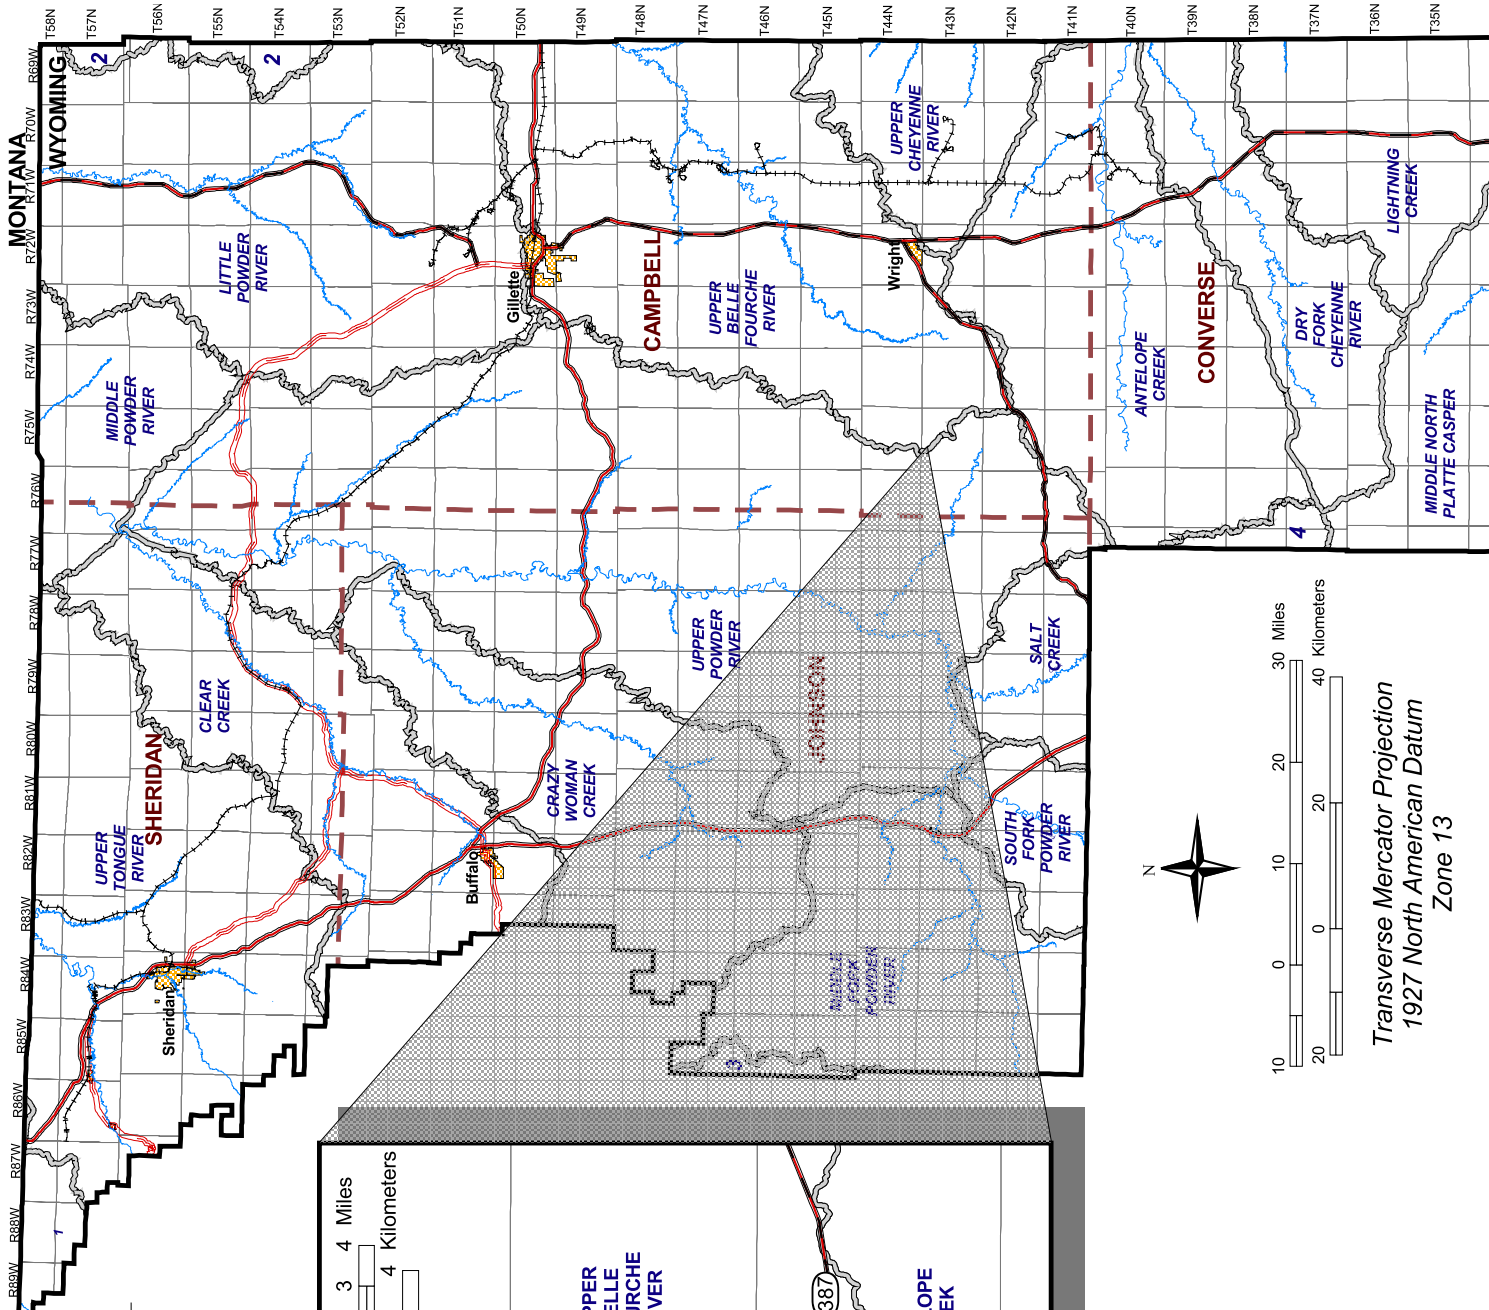 MONTANA
WYOMING
R69W
R70W
R71W
R72W
R73W
R74W
R75W
R76W
R77W
R78W
R79W
R80W
R81W
R82W
R83W
R84W
R85W
R86W
R87W
R88W
R89W
T58N
T57N
T56N
T55N
T54N
T53N
T52N
T51N
T50N
T49N
T48N
T47N
T46N
T45N
T44N
T43N
T42N
T41N
T40N
T39N
T38N
T37N
T36N
T35N
2
2
LITTLE
POWDER
RIVER
MIDDLE
POWDER
RIVER
Gillette
CAMPBELL
UPPER
BELLE
FOURCHE
RIVER
UPPER
CHEYENNE
RIVER
Wright
ANTELOPE
CREEK
CONVERSE
DRY
FORK
CHEYENNE
RIVER
LIGHTNING
CREEK
MIDDLE NORTH
PLATTE CASPER
4
SHERIDAN
CLEAR
CREEK
UPPER
TONGUE
RIVER
Sheridan
Buffalo
CRAZY
WOMAN
CREEK
UPPER
POWDER
RIVER
JOHNSON
SALT
CREEK
SOUTH
FORK
POWDER
RIVER
MIDDLE
FORK
POWDER
RIVER
3
1
N
10 0 10 20 30 Miles
20 0 20 40 Kilometers
Transverse Mercator Projection
1927 North American Datum
Zone 13
3 4 Miles
4 Kilometers
PPER
ELLE
URCHE
VER
387
OPE
EK